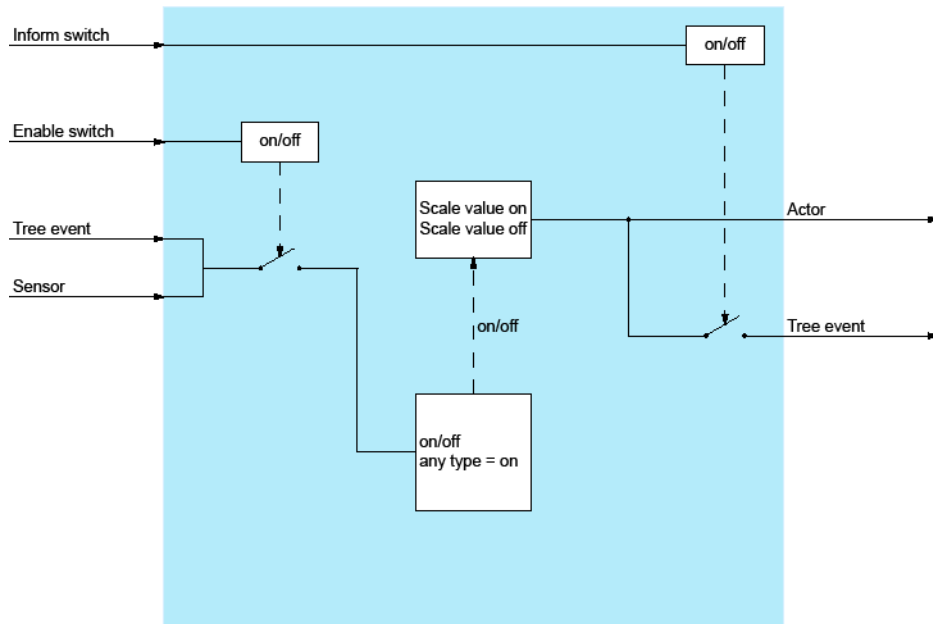 Inform switch
on/off
Enable switch
on/off
Scale value on
Scale value off
Actor
Tree event
Sensor
on/off
Tree event
on/off
any type = on